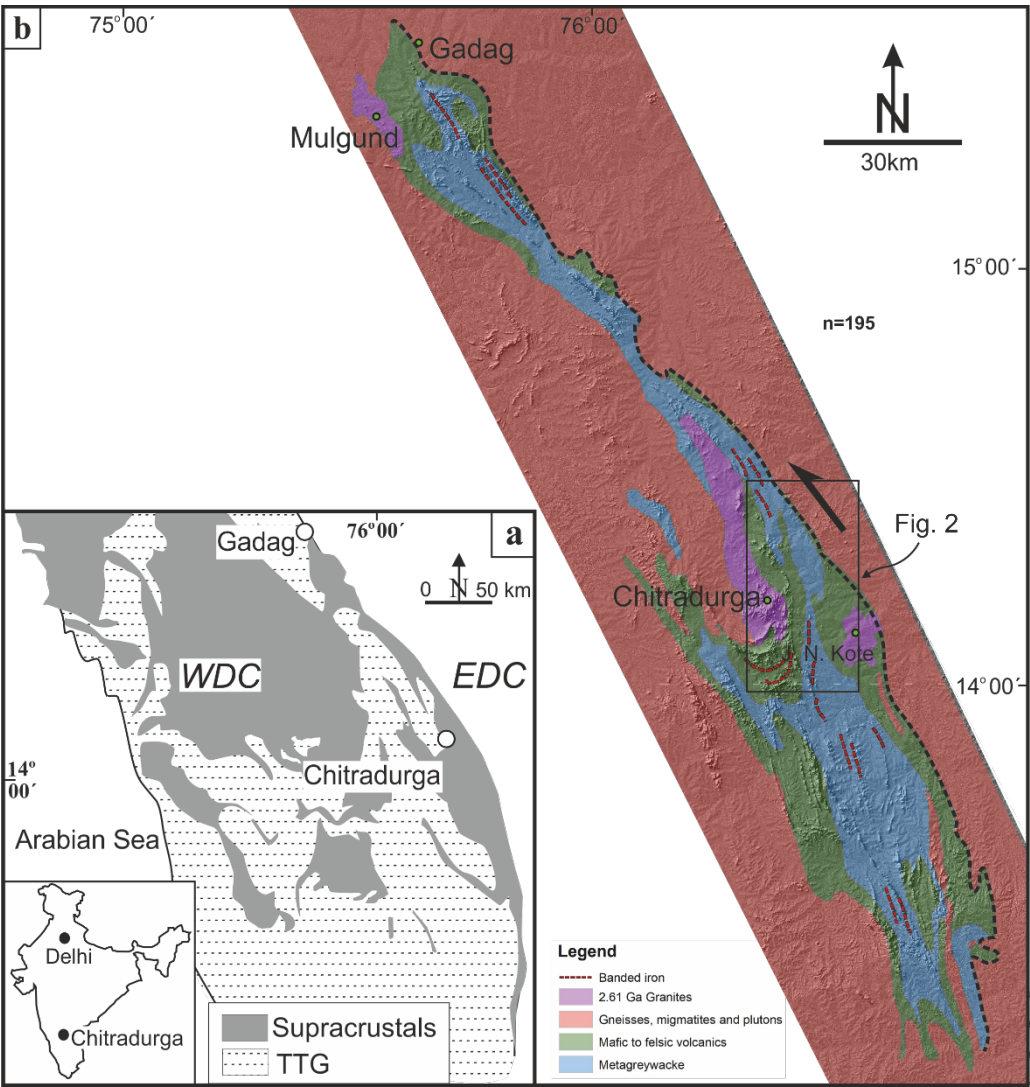 b
75°00´
76°00´
Gadag
Mulgund
N
30km
15°00´
n=195
Fig. 2
Chitradurga
N. Kote
14°00´
a
76°00´
Gadag
0 N 50 km
WDC
EDC
Chitradurga
14°
00´
Arabian Sea
Delhi
Chitradurga
Supracrustals
TTG
Legend
Banded iron
2.61 Ga Granites
Gneisses, migmatites and plutons
Mafic to felsic volcanics
Metagreywacke